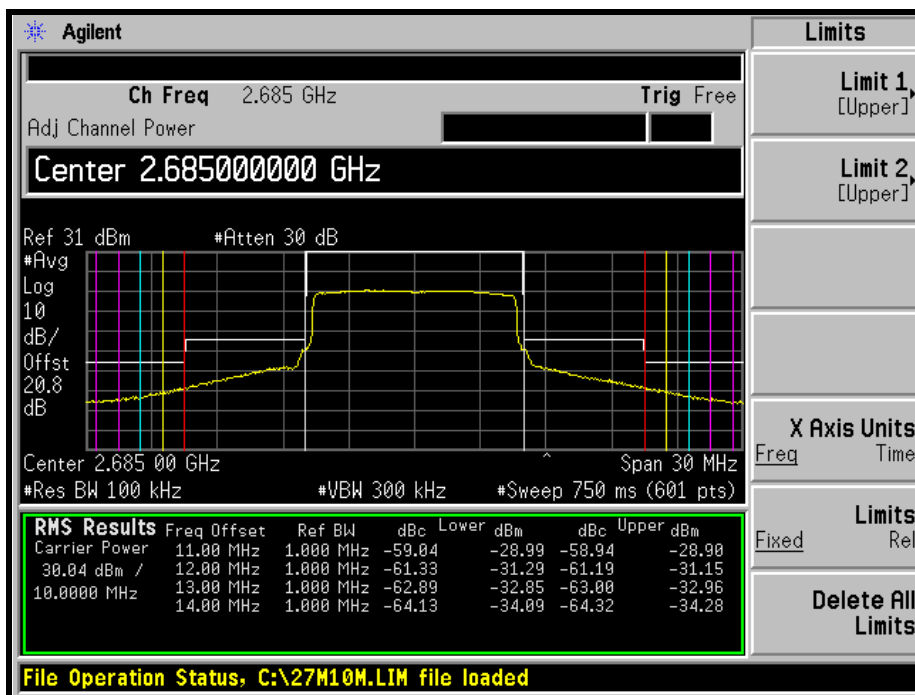 Agilent
Limits
Ch Freq 2.685 GHz Trig Free
Adj Channel Power
Center 2.685000000 GHz
Ref 31 dBm #Atten 30 dB
#Avg
Log
10
dB/
Offst
20.8
dB
Center 2.685 00 GHz ^ Span 30 MHz
#Res BW 100 kHz #VBW 300 kHz #Sweep 750 ms (601 pts)
RMS Results Freq Offset Ref BW dBc Lower dBm dBc Upper dBm
Carrier Power 11.00 MHz 1.000 MHz -59.04 -28.99 -58.94 -28.90
30.04 dBm / 12.00 MHz 1.000 MHz -61.33 -31.29 -61.19 -31.15
10.0000 MHz 13.00 MHz 1.000 MHz -62.89 -32.85 -63.00 -32.96
14.00 MHz 1.000 MHz -64.13 -34.09 -64.32 -34.28
File Operation Status, C:\27M10M.LIM file loaded
Limit 1
[Upper]
Limit 2
[Upper]
X Axis Units
Freq Time
Limits
Fixed Rel
Delete All
Limits